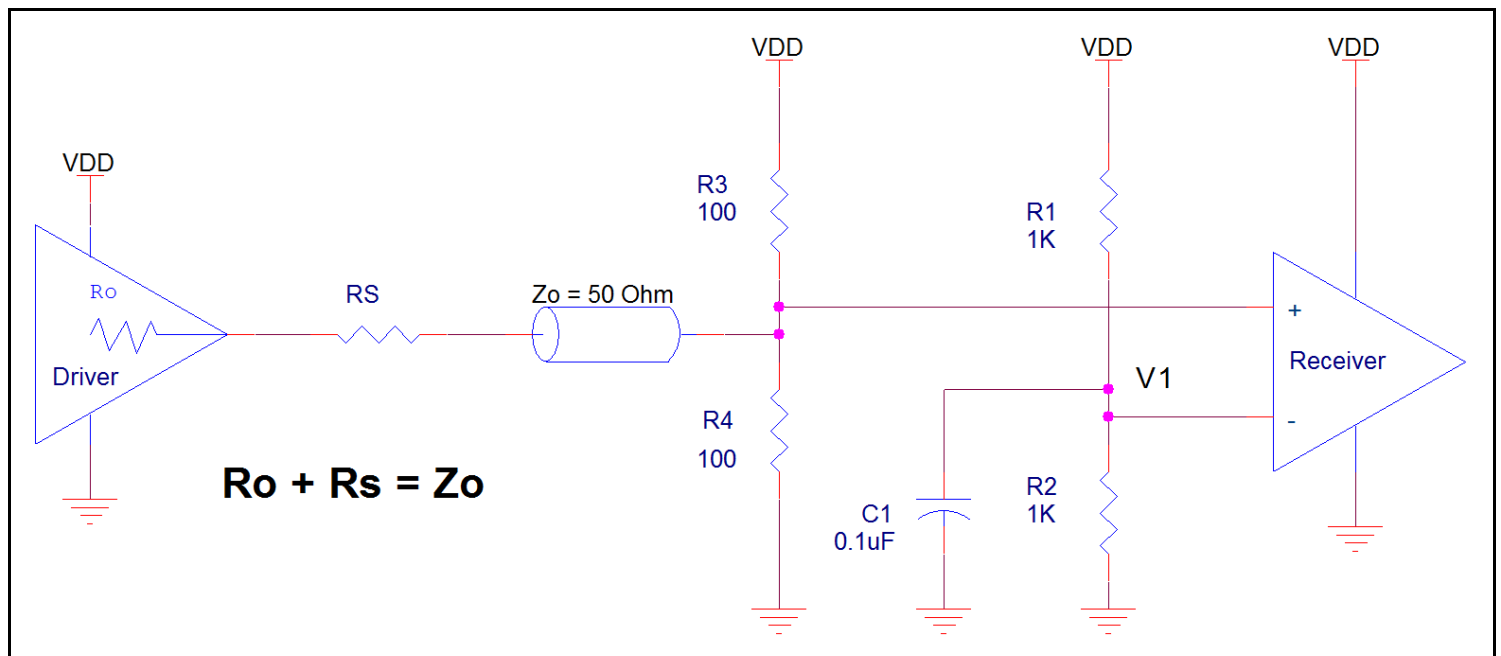 VDD
VDD
VDD
VDD
R3
100
R1
1K
Ro
RS
Zo = 50 Ohm
+
Receiver
Driver
V1
-
R4
100
Ro + Rs = Zo
R2
1K
C1
0.1uF